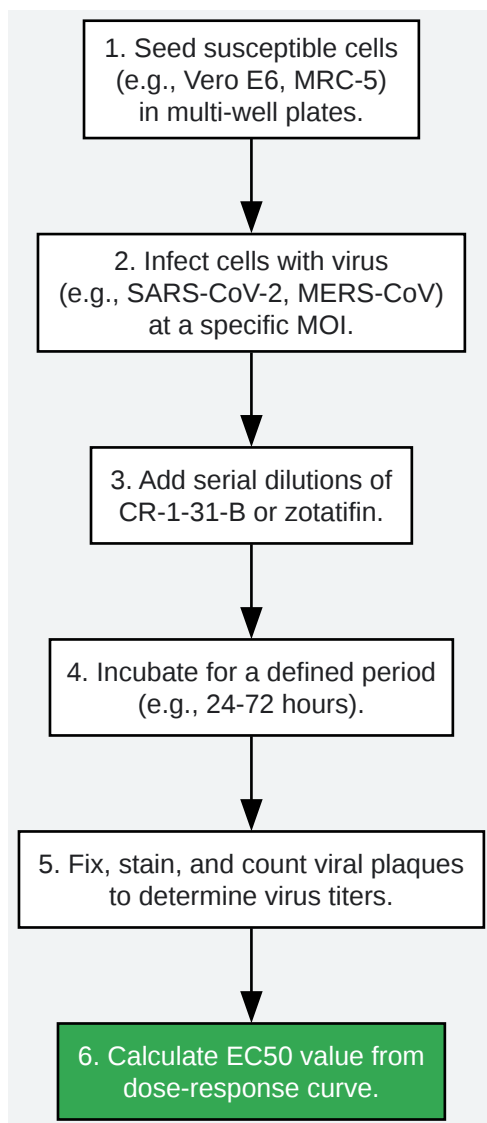 1. Seed susceptible cells
(e.g., Vero E6, MRC-5)
in multi-well plates.
2. Infect cells with virus
(e.g., SARS-CoV-2, MERS-CoV)
at a specific MOI.
3. Add serial dilutions of
CR-1-31-B or zotatifin.
4. Incubate for a defined period
(e.g., 24-72 hours).
5. Fix, stain, and count viral plaques
to determine virus titers.
6. Calculate EC50 value from
dose-response curve.